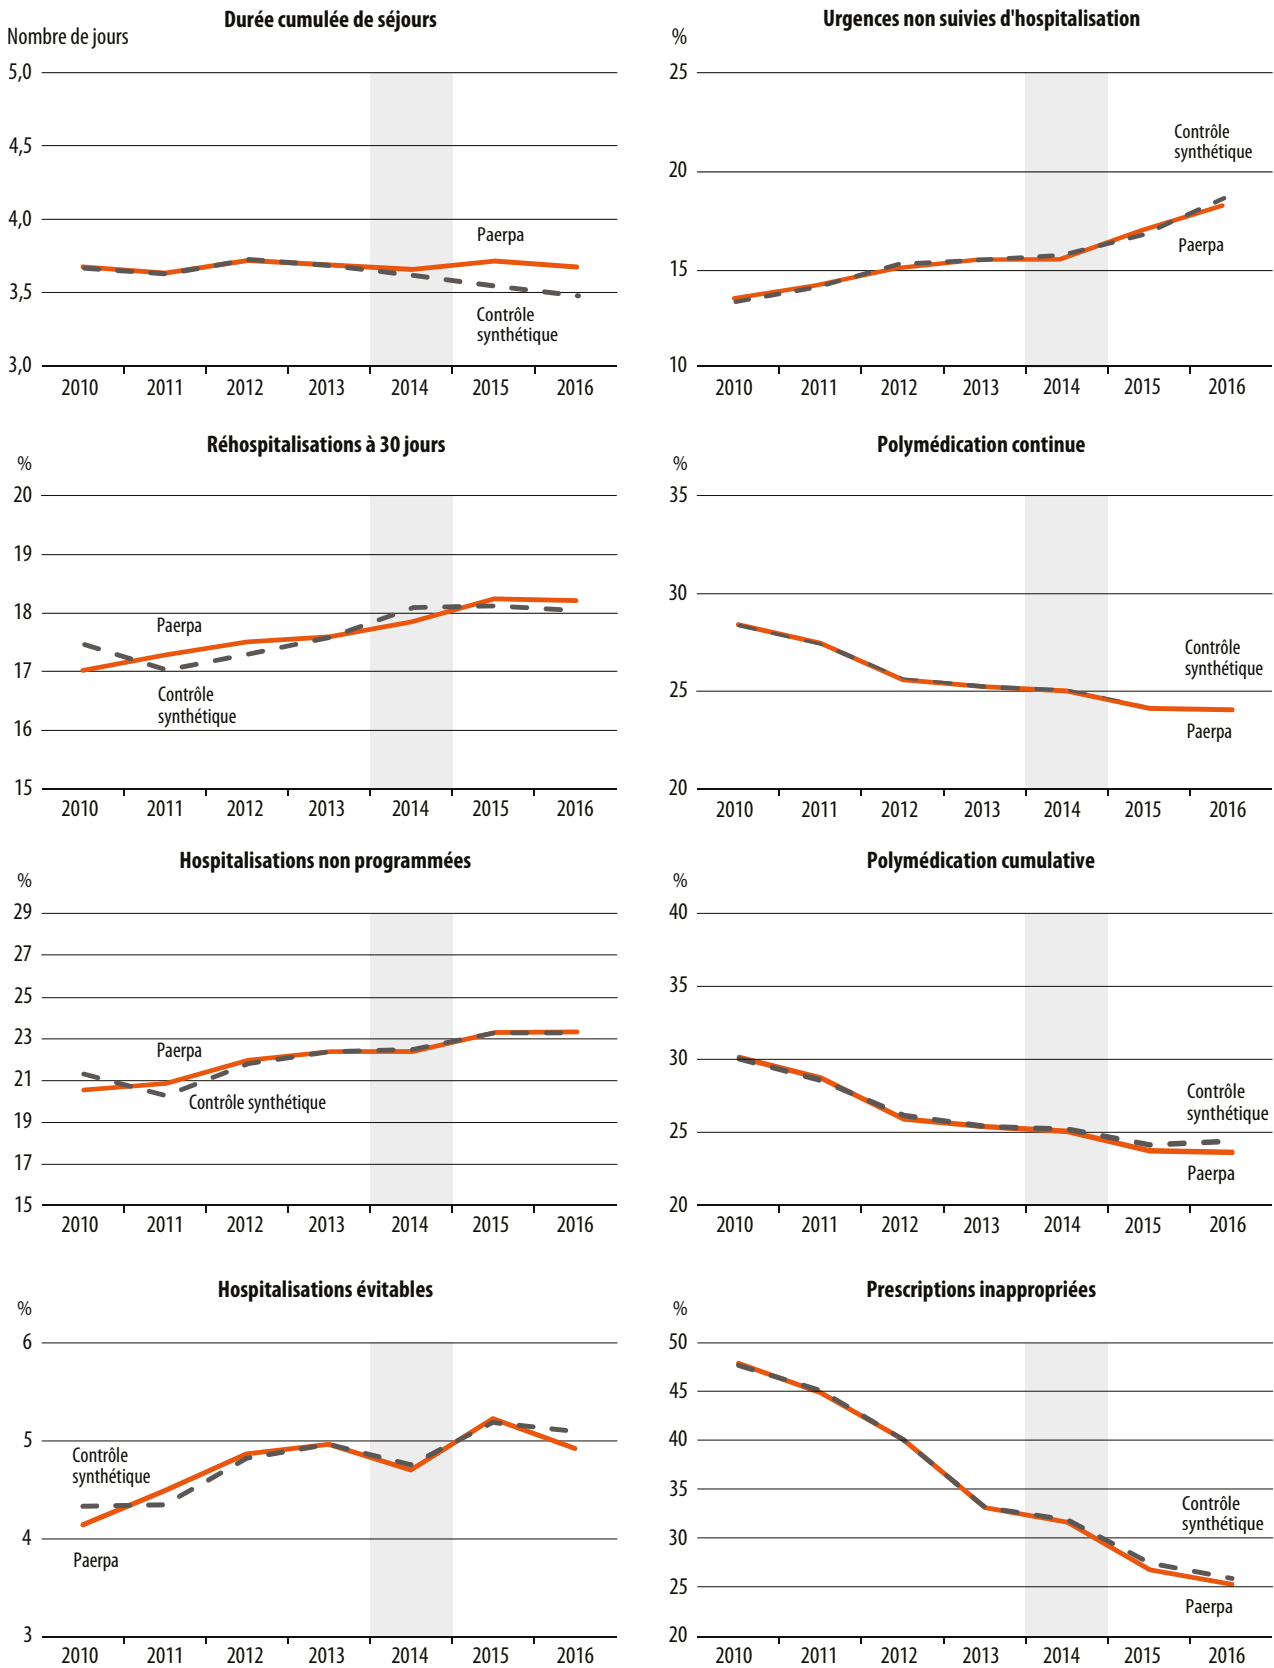 Durée cumulée de séjours
Nombre de jours
5,0
4,5
4,0
3,5
3,0
Paerpa
Contrôle
synthétique
2010 2011 2012 2013 2014 2015 2016
Urgences non suivies d'hospitalisation
%
25
20
15
10
Contrôle
synthétique
Paerpa
2010 2011 2012 2013 2014 2015 2016
Réhospitalisations à 30 jours
%
20
19
18
17
16
15
Paerpa
Contrôle
synthétique
2010 2011 2012 2013 2014 2015 2016
Polymédication continue
%
35
30
25
20
Contrôle
synthétique
Paerpa
2010 2011 2012 2013 2014 2015 2016
Hospitalisations non programmées
%
29
27
25
23
21
19
17
15
Paerpa
Contrôle synthétique
2010 2011 2012 2013 2014 2015 2016
Polymédication cumulative
%
40
35
30
25
20
Contrôle
synthétique
Paerpa
2010 2011 2012 2013 2014 2015 2016
Hospitalisations évitables
%
6
5
4
3
Contrôle
synthétique
Paerpa
2010 2011 2012 2013 2014 2015 2016
Prescriptions inappropriées
%
50
45
40
35
30
25
20
Contrôle
synthétique
Paerpa
2010 2011 2012 2013 2014 2015 2016